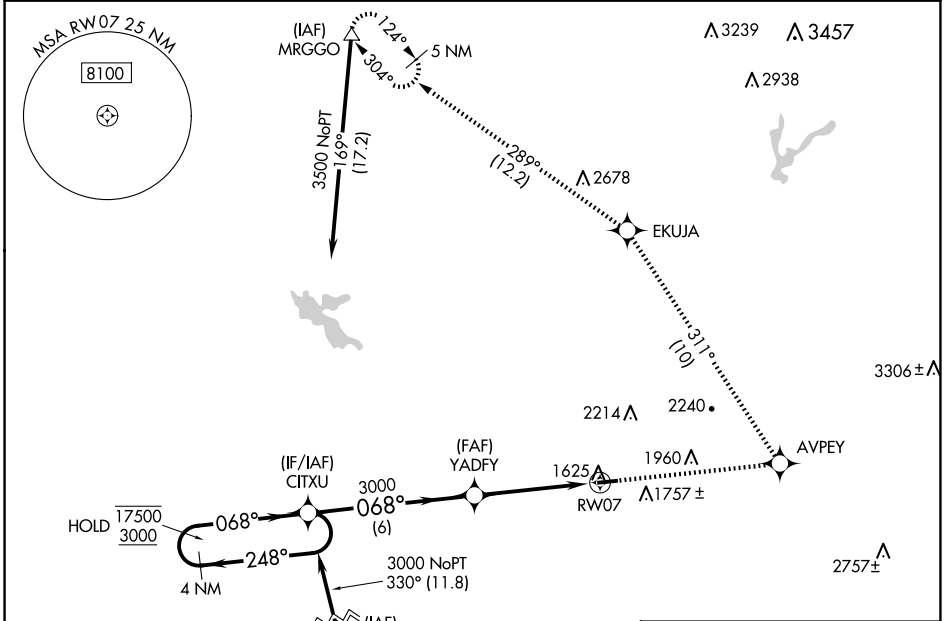 MSA RW07 25 NM
8100
(IAF)
MRGGO
124°
304°
5 NM
3239
3457
2938
3500 NoPT
169°
(17.2)
289°
(12.2)
2678
EKUJA
311°
(10)
3306 ±
2214
2240
AVPEY
(FAF)
YADFY
1625
1960
RW07
1757 ±
(IF/IAF)
CITXU
3000
068°
(6)
HOLD
17500
3000
068°
248°
4 NM
3000 NoPT
330° (11.8)
2757±
(IAF)